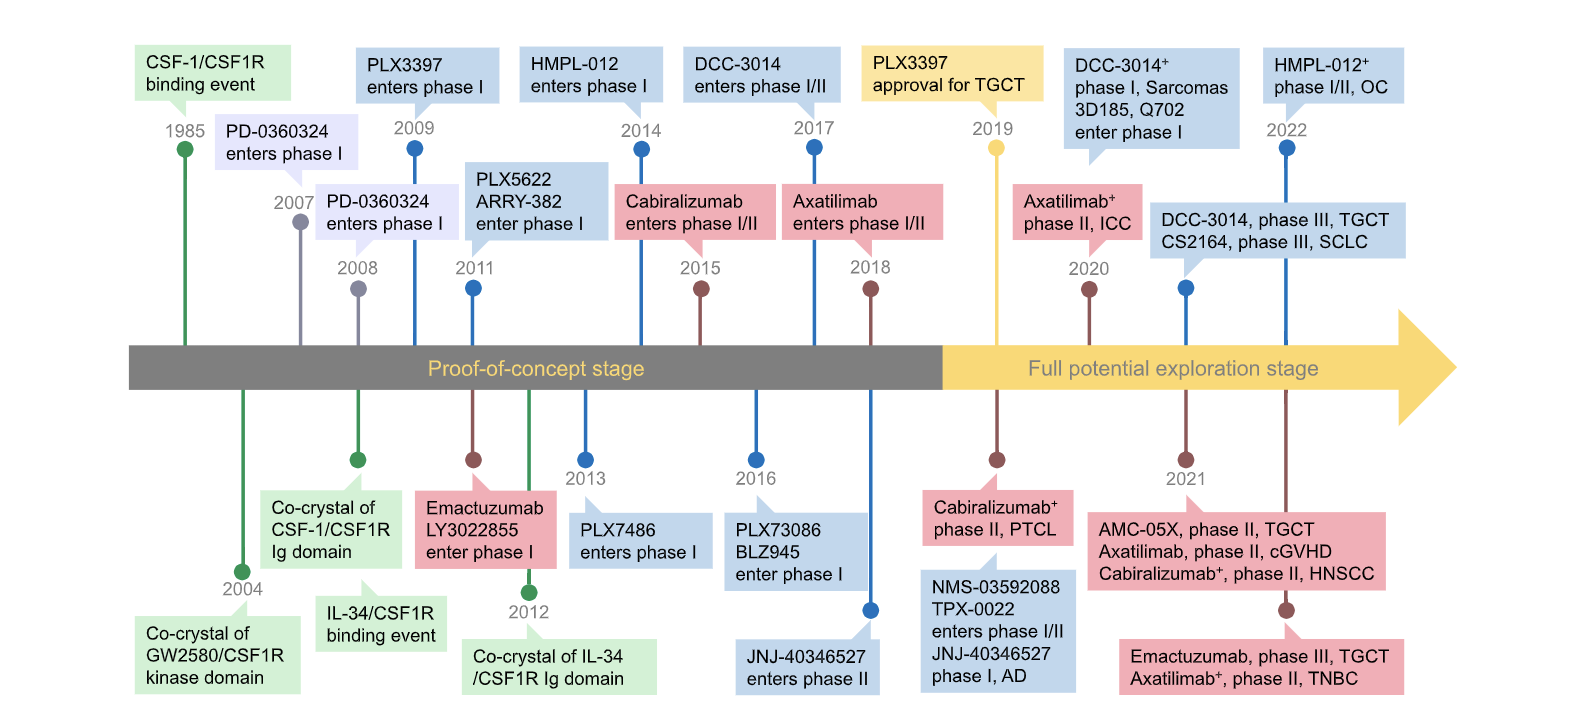 CSF-1/CSF1R
binding event
1985
PD-0360324
enters phase I
2007
PLX3397
enters phase I
2009
PD-0360324
enters phase I
2008
PLX5622
ARRY-382
enter phase I
2011
HMPL-012
enters phase I
2014
Cabiralizumab
enters phase I/II
2015
DCC-3014
enters phase I/II
2017
Axatilimab
enters phase I/II
2018
PLX3397
approval for TGCT
2019
DCC-3014⁺
phase I, Sarcomas
3D185, Q702
enter phase I
Axatilimab⁺
phase II, ICC
2020
HMPL-012⁺
phase I/II, OC
2022
DCC-3014, phase III, TGCT
CS2164, phase III, SCLC
Proof-of-concept stage
Full potential exploration stage
2004
Co-crystal of
GW2580/CSF1R
kinase domain
Co-crystal of
CSF-1/CSF1R
Ig domain
IL-34/CSF1R
binding event
Emactuzumab
LY3022855
enter phase I
2012
Co-crystal of IL-34
/CSF1R Ig domain
2013
PLX7486
enters phase I
2016
PLX73086
BLZ945
enter phase I
JNJ-40346527
enters phase II
Cabiralizumab⁺
phase II, PTCL
NMS-03592088
TPX-0022
enters phase I/II
JNJ-40346527
phase I, AD
2021
AMC-05X, phase II, TGCT
Axatilimab, phase II, cGVHD
Cabiralizumab⁺, phase II, HNSCC
Emactuzumab, phase III, TGCT
Axatilimab⁺, phase II, TNBC